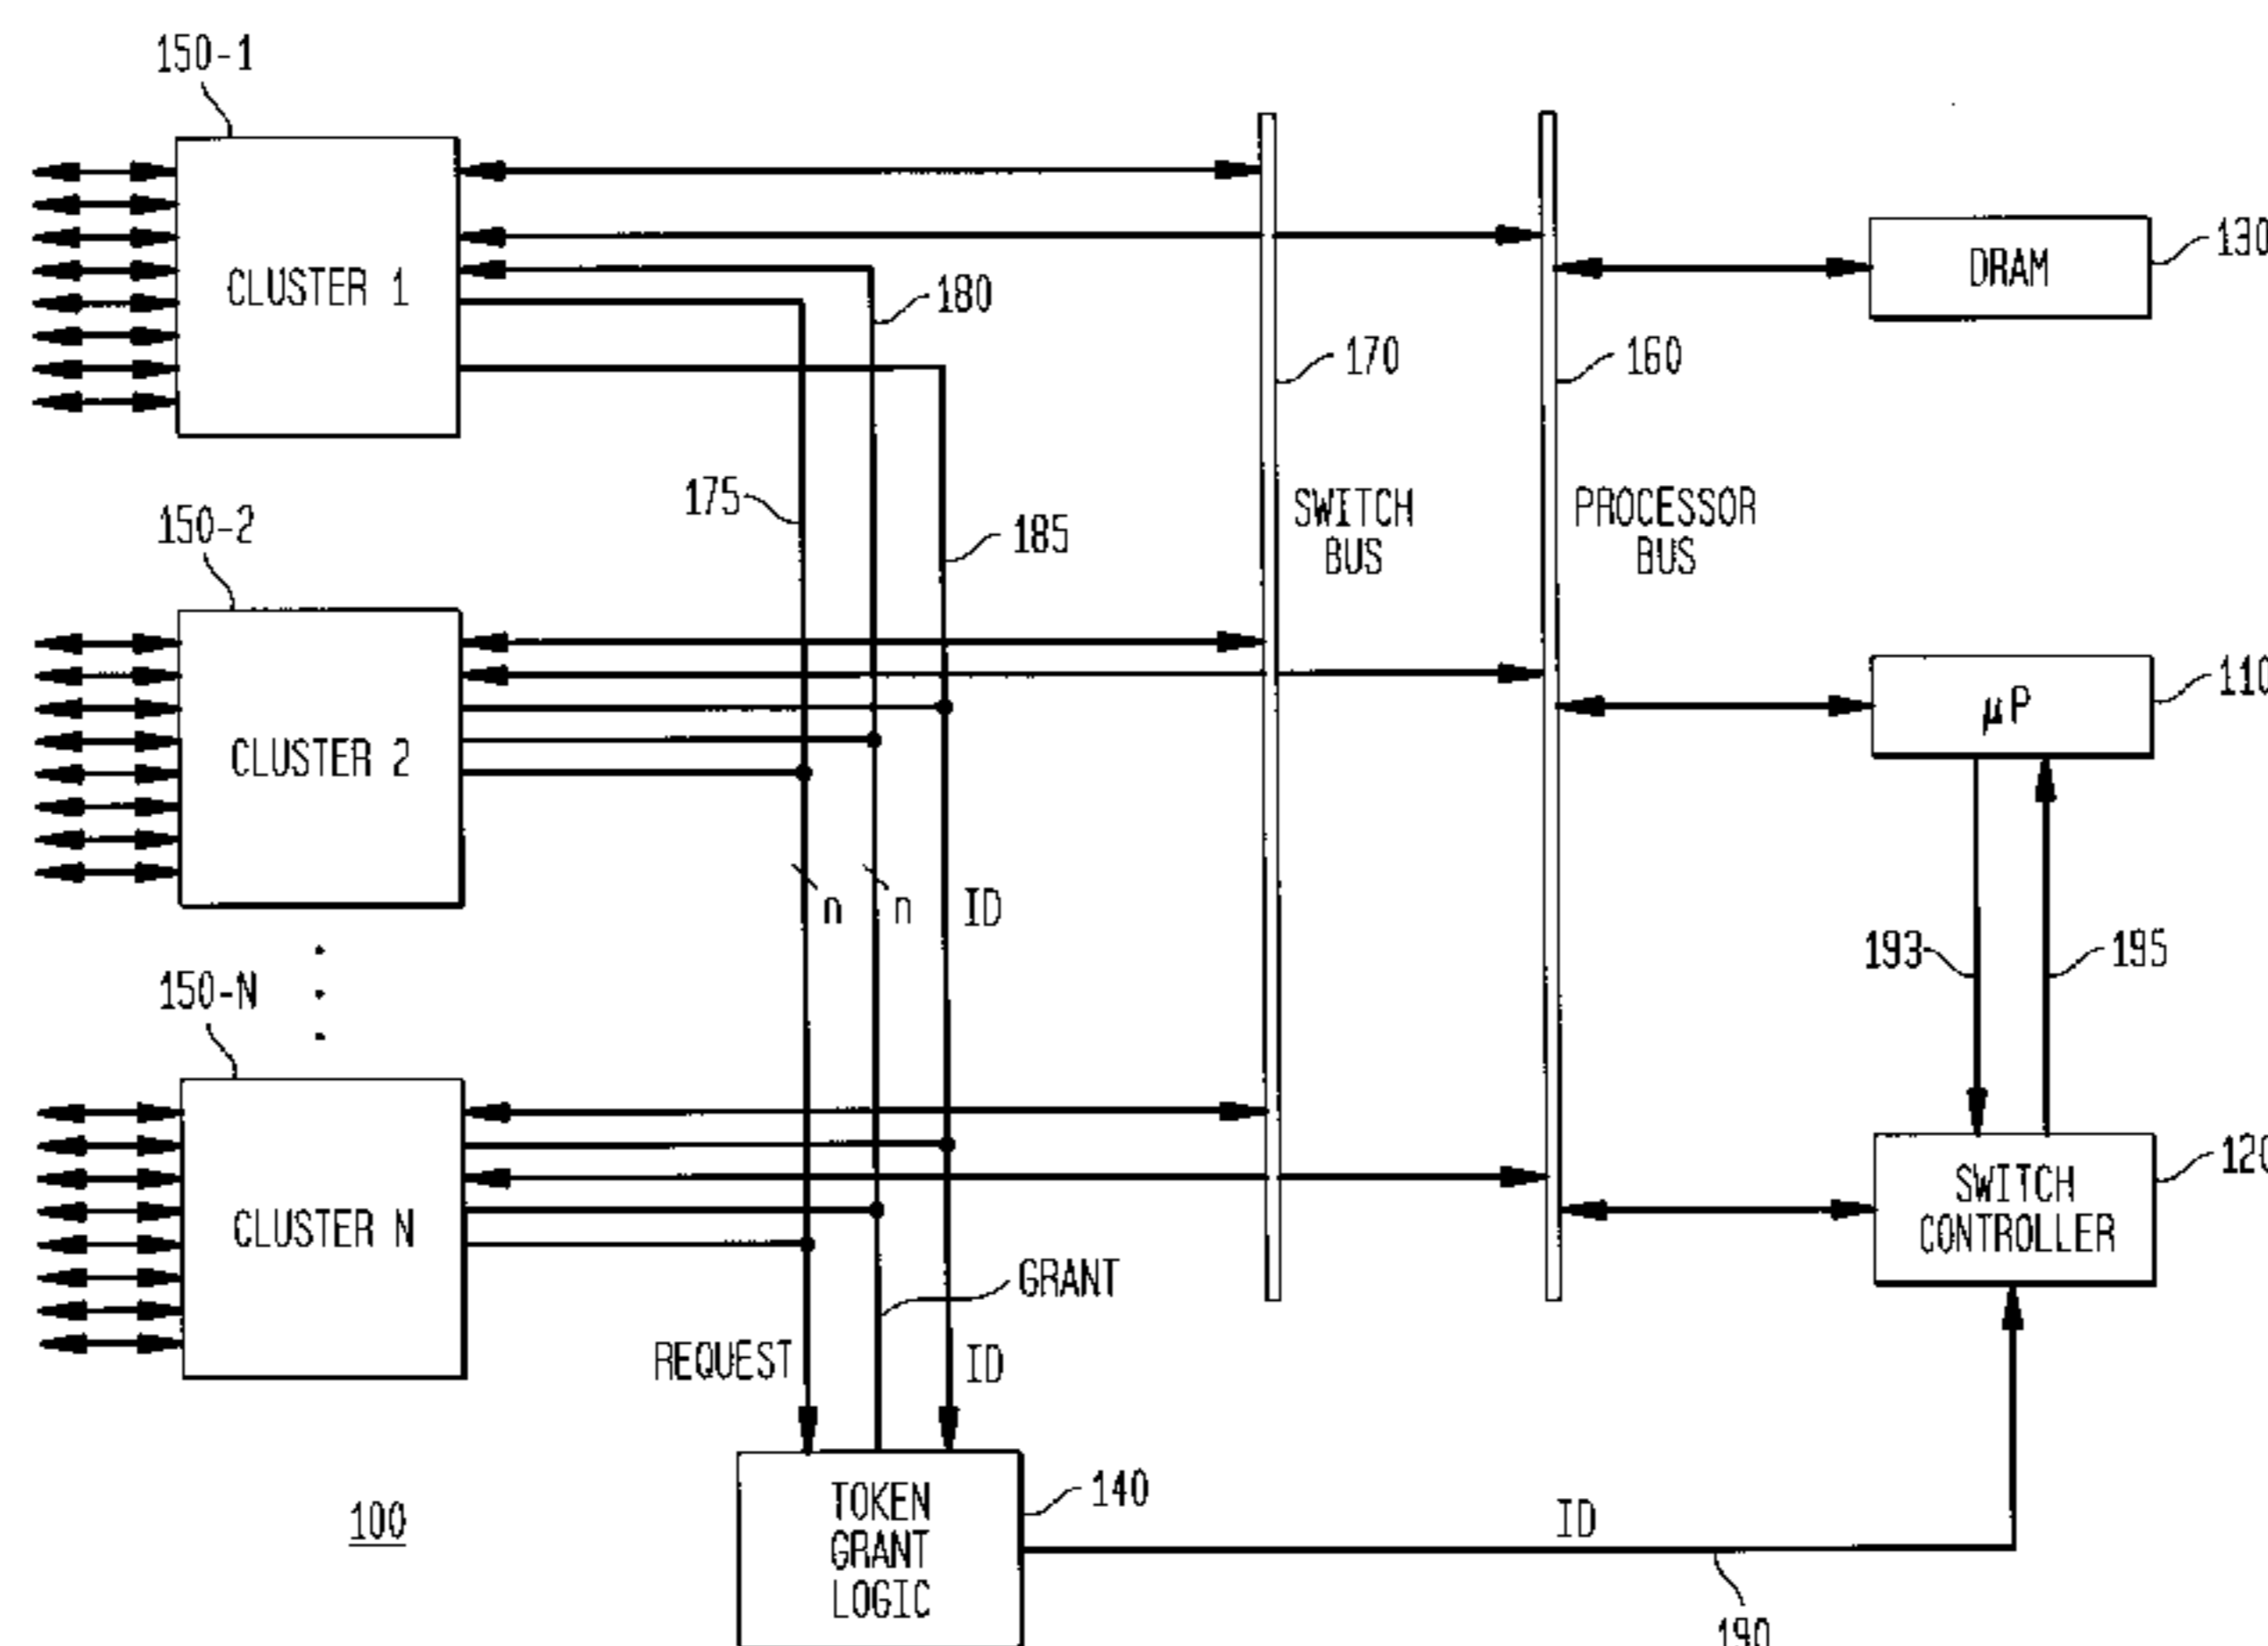 150-1
CLUSTER 1
180
170
160
DRAM
130
175
185
SWITCH
BUS
PROCESSOR
BUS
150-2
CLUSTER 2
µP
110
n
n
ID
193
195
150-N
CLUSTER N
SWITCH
CONTROLLER
120
GRANT
REQUEST
ID
TOKEN
GRANT
LOGIC
140
ID
190
100